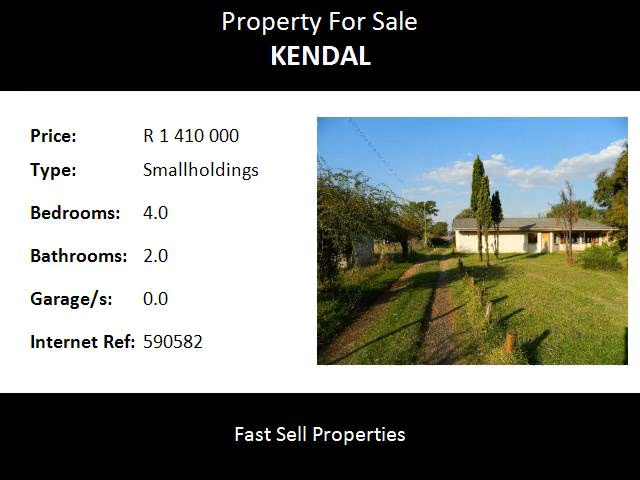 Property For Sale
KENDAL
Price: R 1 410 000
Type: Smallholdings
Bedrooms: 4.0
Bathrooms: 2.0
Garage/s: 0.0
Internet Ref: 590582
Fast Sell Properties